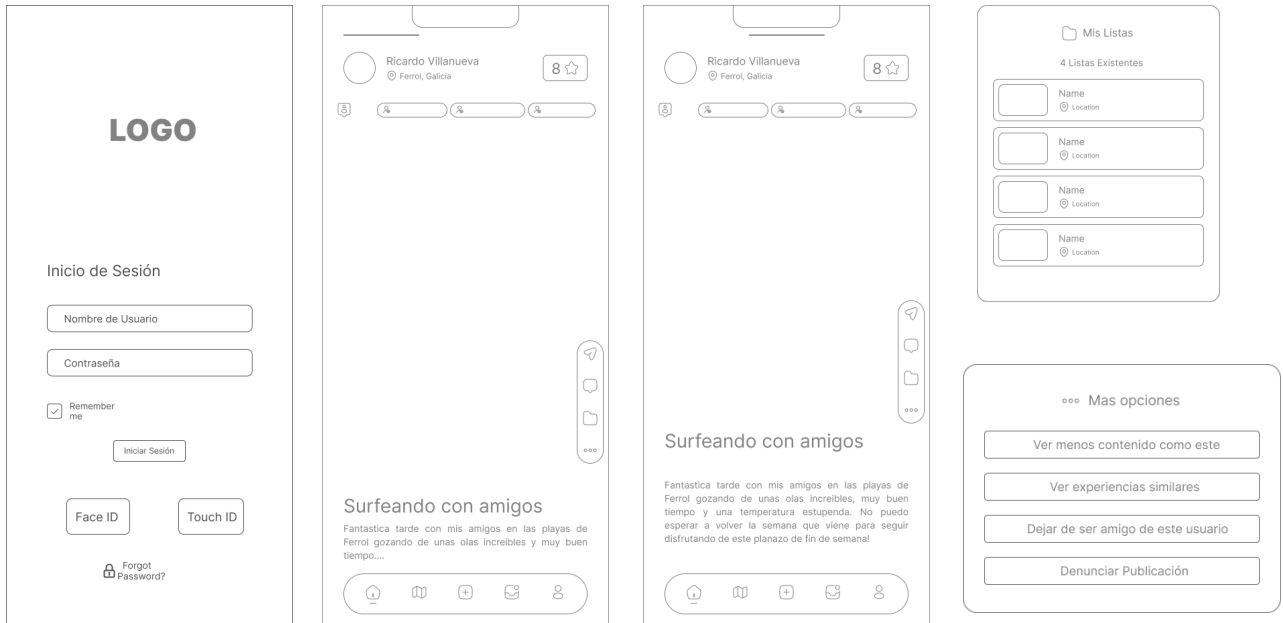 LOGO
Inicio de Sesión
Nombre de Usuario
Contraseña
Remember
me
Iniciar Sesión
Face ID
Touch ID
Forgot
Password?
Ricardo Villanueva
Ferrol, Galicia
8
Surfeando con amigos
Fantastica tarde con mis amigos en las playas de
Ferrol gozando de unas olas increibles y muy buen
tiempo....
Ricardo Villanueva
Ferrol, Galicia
8
Surfeando con amigos
Fantastica tarde con mis amigos en las playas de
Ferrol gozando de unas olas increibles, muy buen
tiempo y una temperatura estupenda. No puedo
esperar a volver la semana que viene para seguir
disfrutando de este planazo de fin de semana!
Mis Listas
4 Listas Existentes
Name
Location
Name
Location
Name
Location
Name
Location
Mas opciones
Ver menos contenido como este
Ver experiencias similares
Dejar de ser amigo de este usuario
Denunciar Publicación